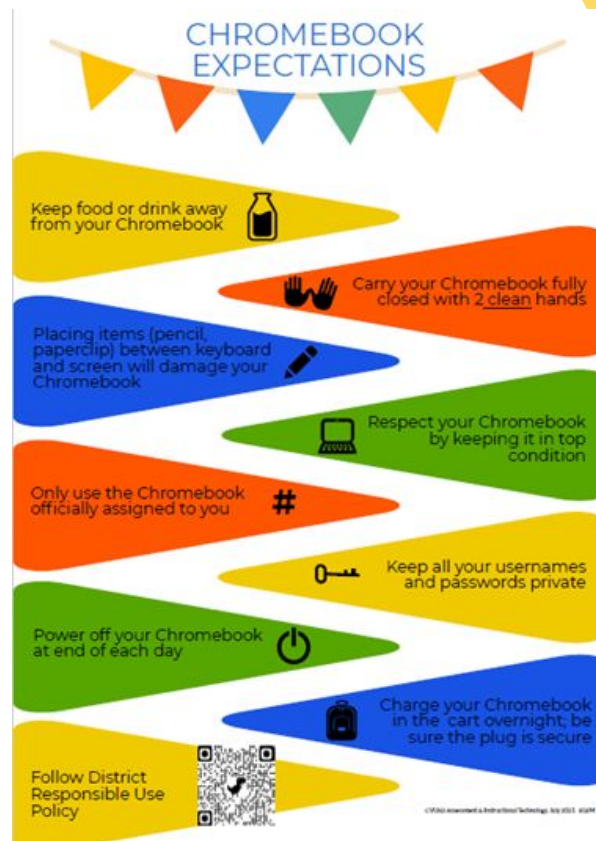 CHROMEBOOK
EXPECTATIONS
Keep food or drink away
from your Chromebook
Carry your Chromebook fully
closed with 2 clean hands
Placing items (pencil,
paperclip) between keyboard
and screen will damage your
Chromebook
Respect your Chromebook
by keeping it in top
condition
Only use the Chromebook
officially assigned to you
#
Keep all your usernames
and passwords private
Power off your Chromebook
at end of each day
Charge your Chromebook
in the cart overnight; be
sure the plug is secure
Follow District
Responsible Use
Policy
Assessment & Instructional Technology, July